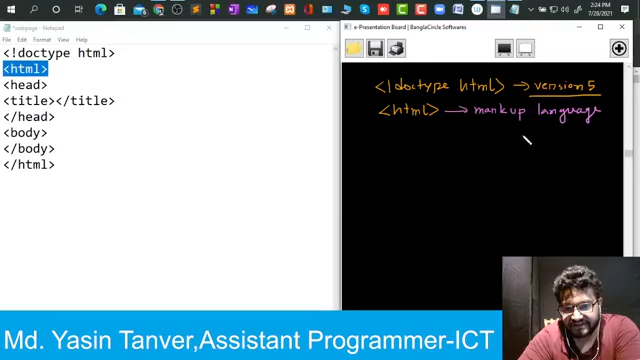 *webpage - Notepad
File Edit Format View Help
<!doctype html>
<html>
<head>
<title></title>
</head>
<body>
</body>
</html>
2:24 PM
7/28/2021
e-Presentation Board | BanglaCircle Softwares
<!doctype html> → version 5
<html> → markup language
Md. Yasin Tanver,Assistant Programmer-ICT